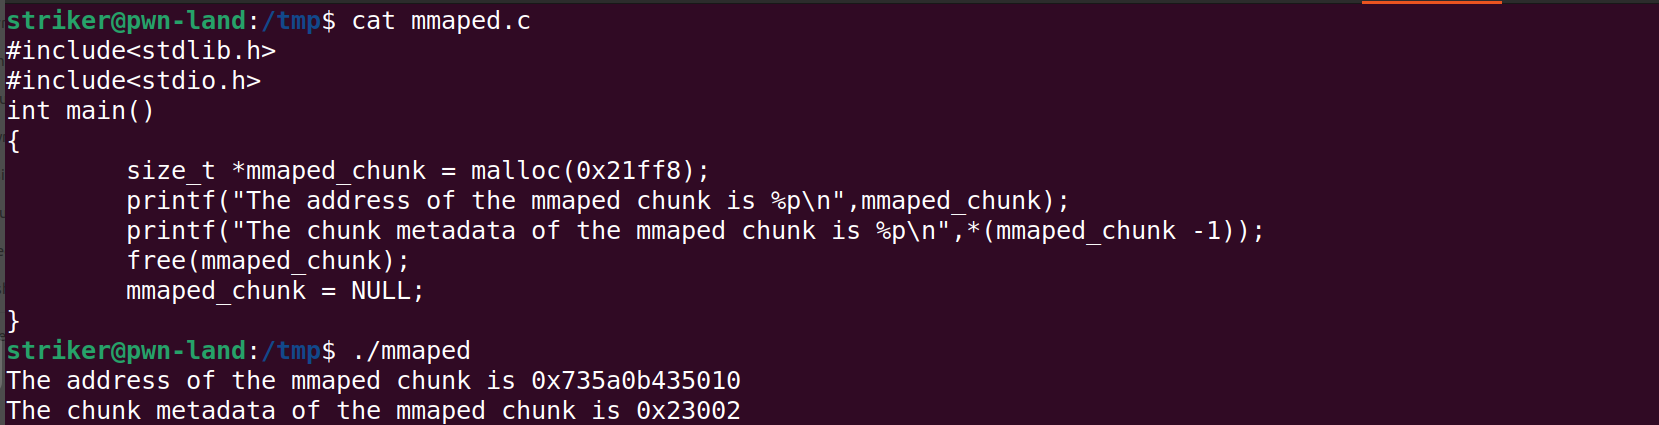 striker@pwn-land:/tmp$ cat mmaped.c
#include<stdlib.h>
#include<stdio.h>
int main()
{
        size_t *mmaped_chunk = malloc(0x21ff8);
        printf("The address of the mmaped chunk is %p\n",mmaped_chunk);
        printf("The chunk metadata of the mmaped chunk is %p\n",*(mmaped_chunk -1));
        free(mmaped_chunk);
        mmaped_chunk = NULL;
}
striker@pwn-land:/tmp$ ./mmaped
The address of the mmaped chunk is 0x735a0b435010
The chunk metadata of the mmaped chunk is 0x23002